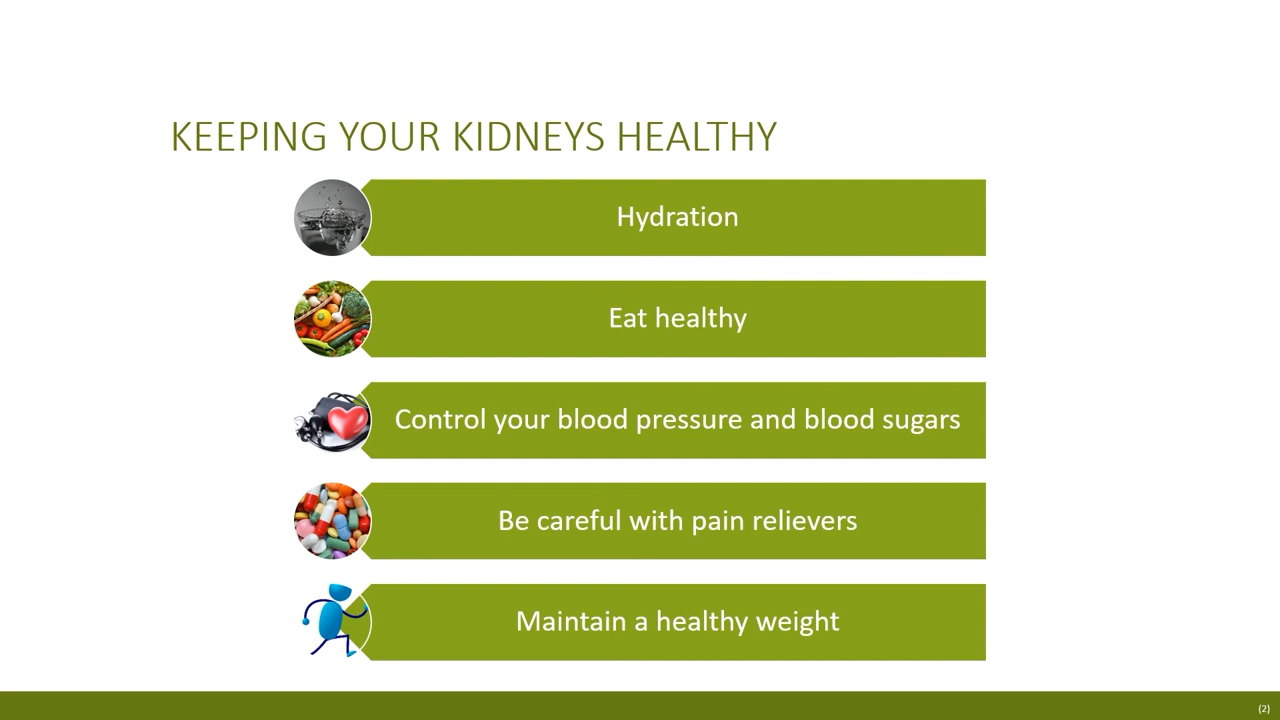 KEEPING YOUR KIDNEYS HEALTHY
Hydration
Eat healthy
Control your blood pressure and blood sugars
Be careful with pain relievers
Maintain a healthy weight
(2)